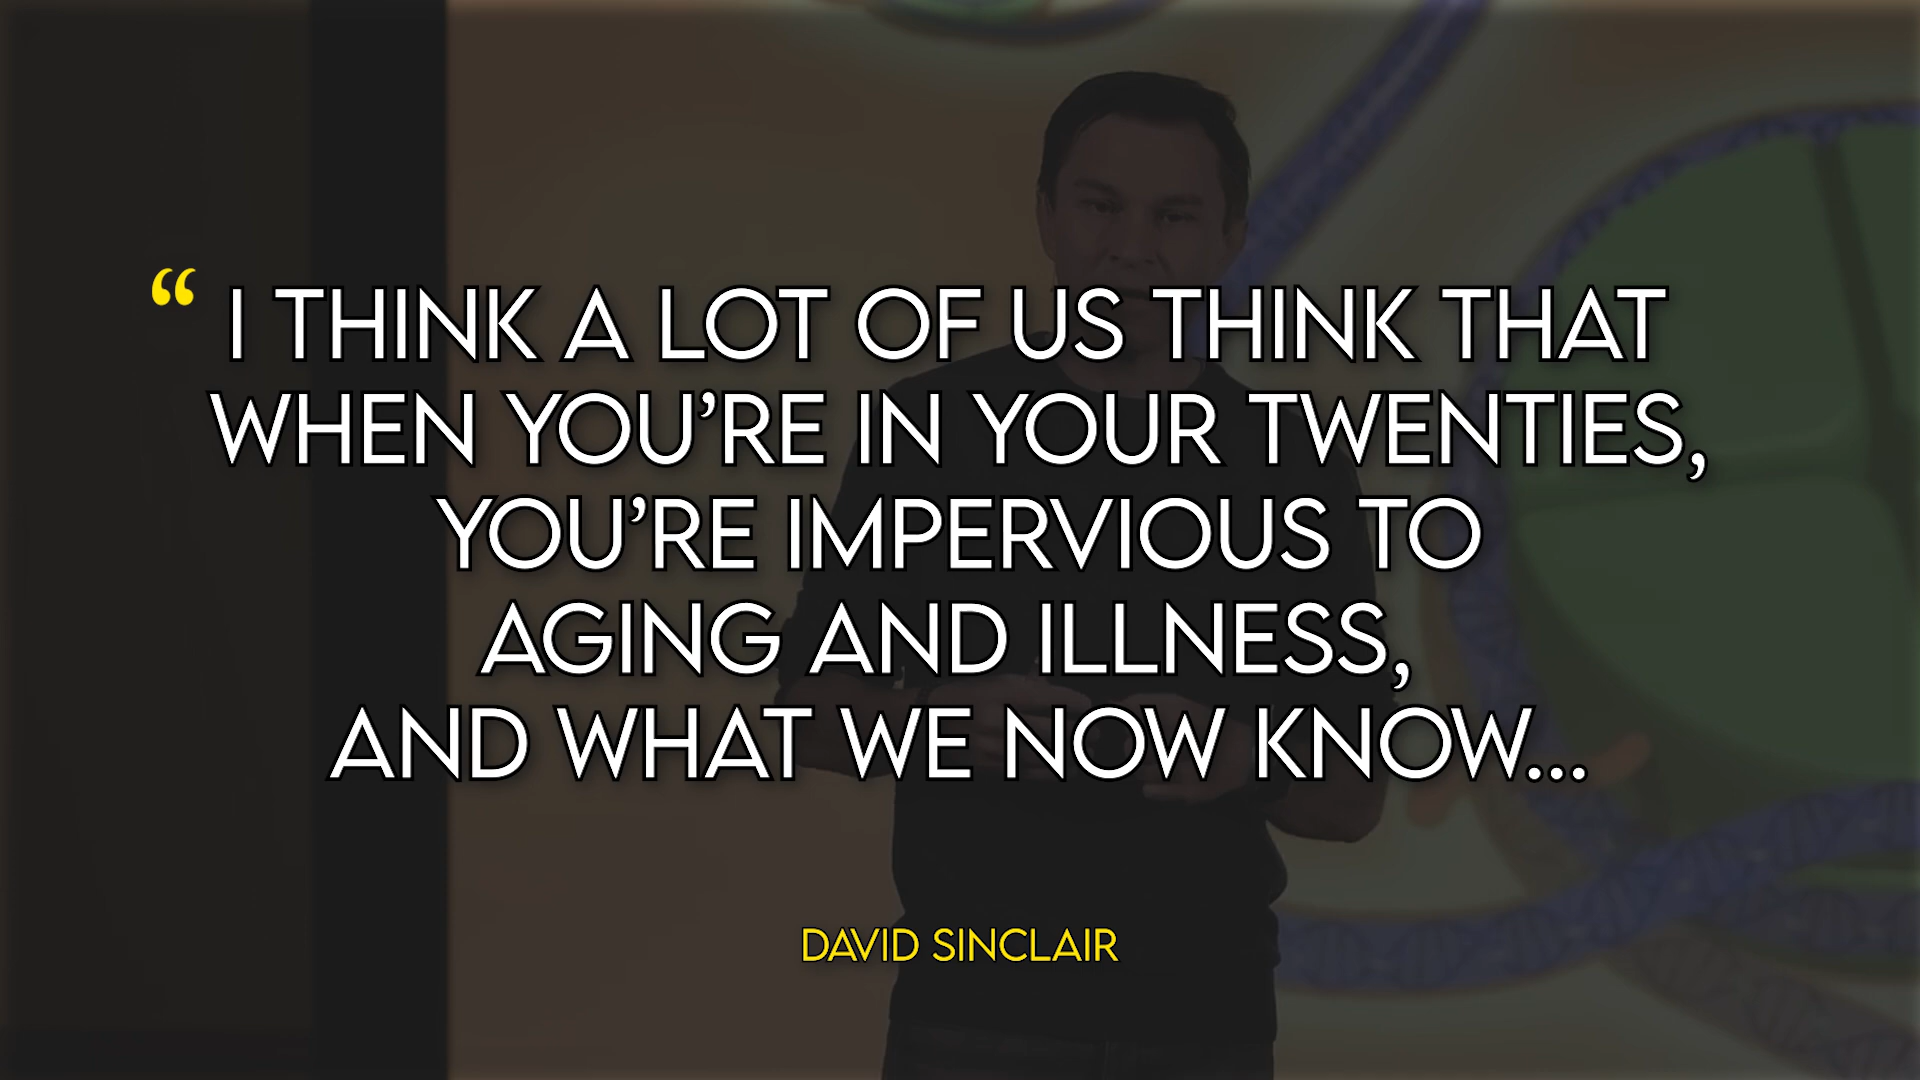 “ I THINK A LOT OF US THINK THAT
WHEN YOU’RE IN YOUR TWENTIES,
YOU’RE IMPERVIOUS TO
AGING AND ILLNESS,
AND WHAT WE NOW KNOW...
DAVID SINCLAIR